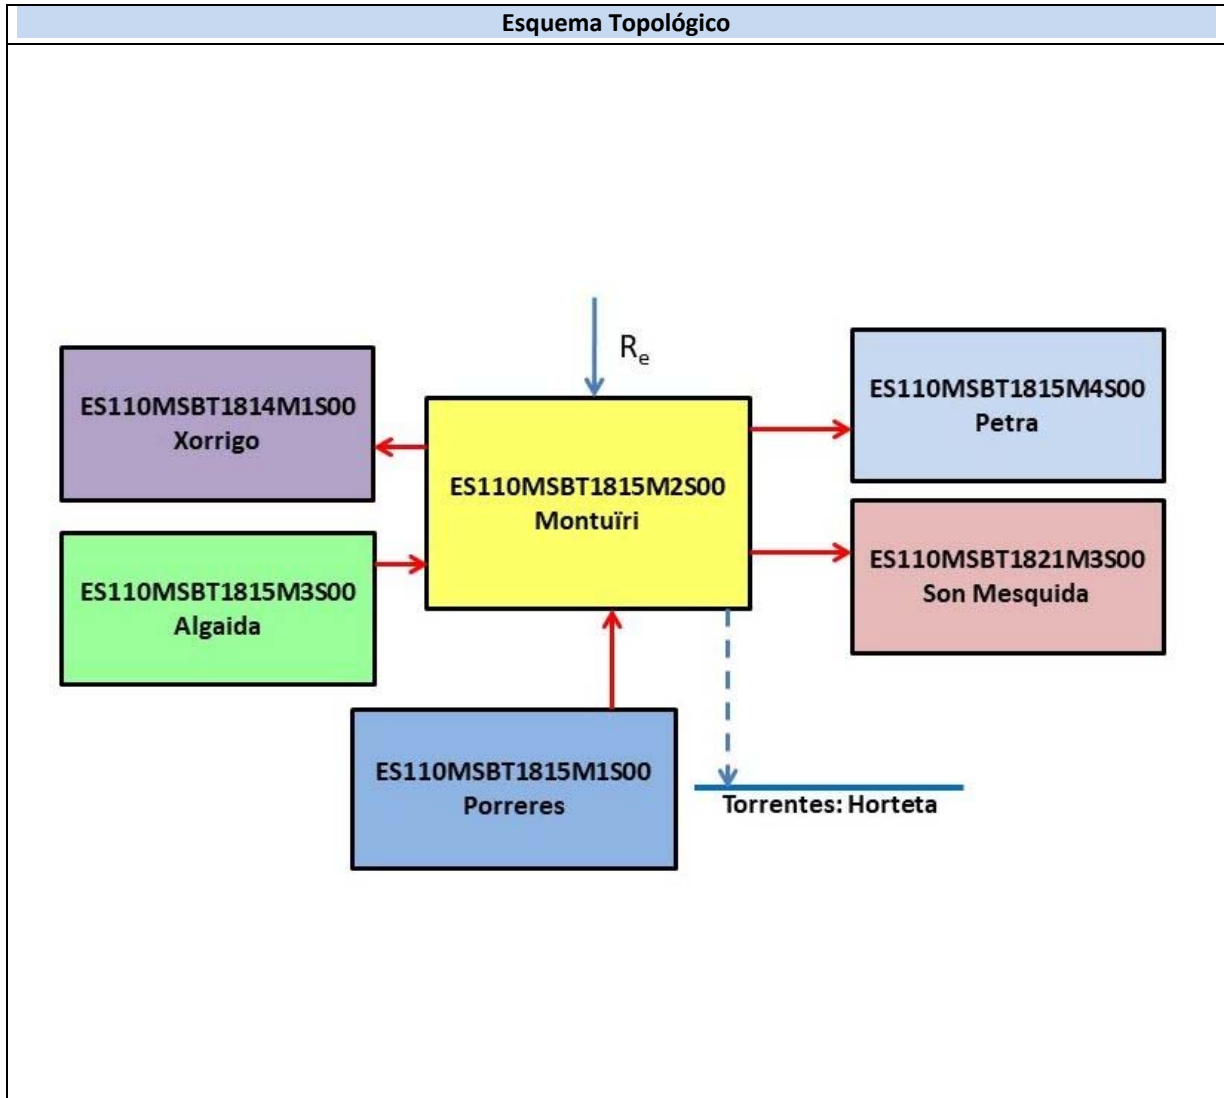 Esquema Topológico
Re
ES110MSBT1814M1S00
Xorrigo
ES110MSBT1815M4S00
Petra
ES110MSBT1815M2S00
Montuïri
ES110MSBT1815M3S00
Algaida
ES110MSBT1821M3S00
Son Mesquida
ES110MSBT1815M1S00
Porreres
Torrentes: Horteta